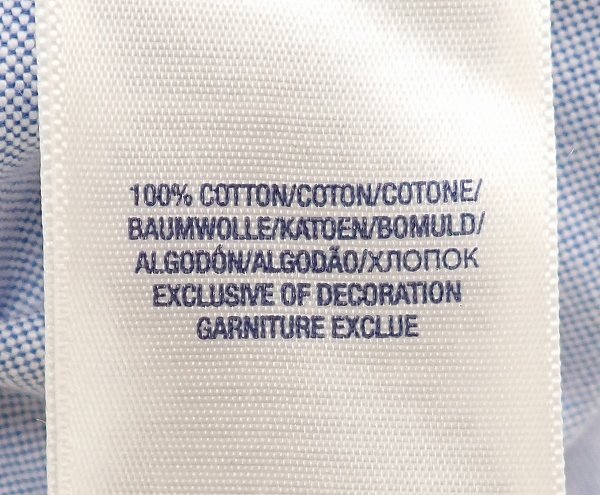 100% COTTON/COTON/COTONE/
BAUMWOLLE/KATOEN/BOMULD/
ALGODÓN/ALGODÃO/ХЛОПОК
EXCLUSIVE OF DECORATION
GARNITURE EXCLUE